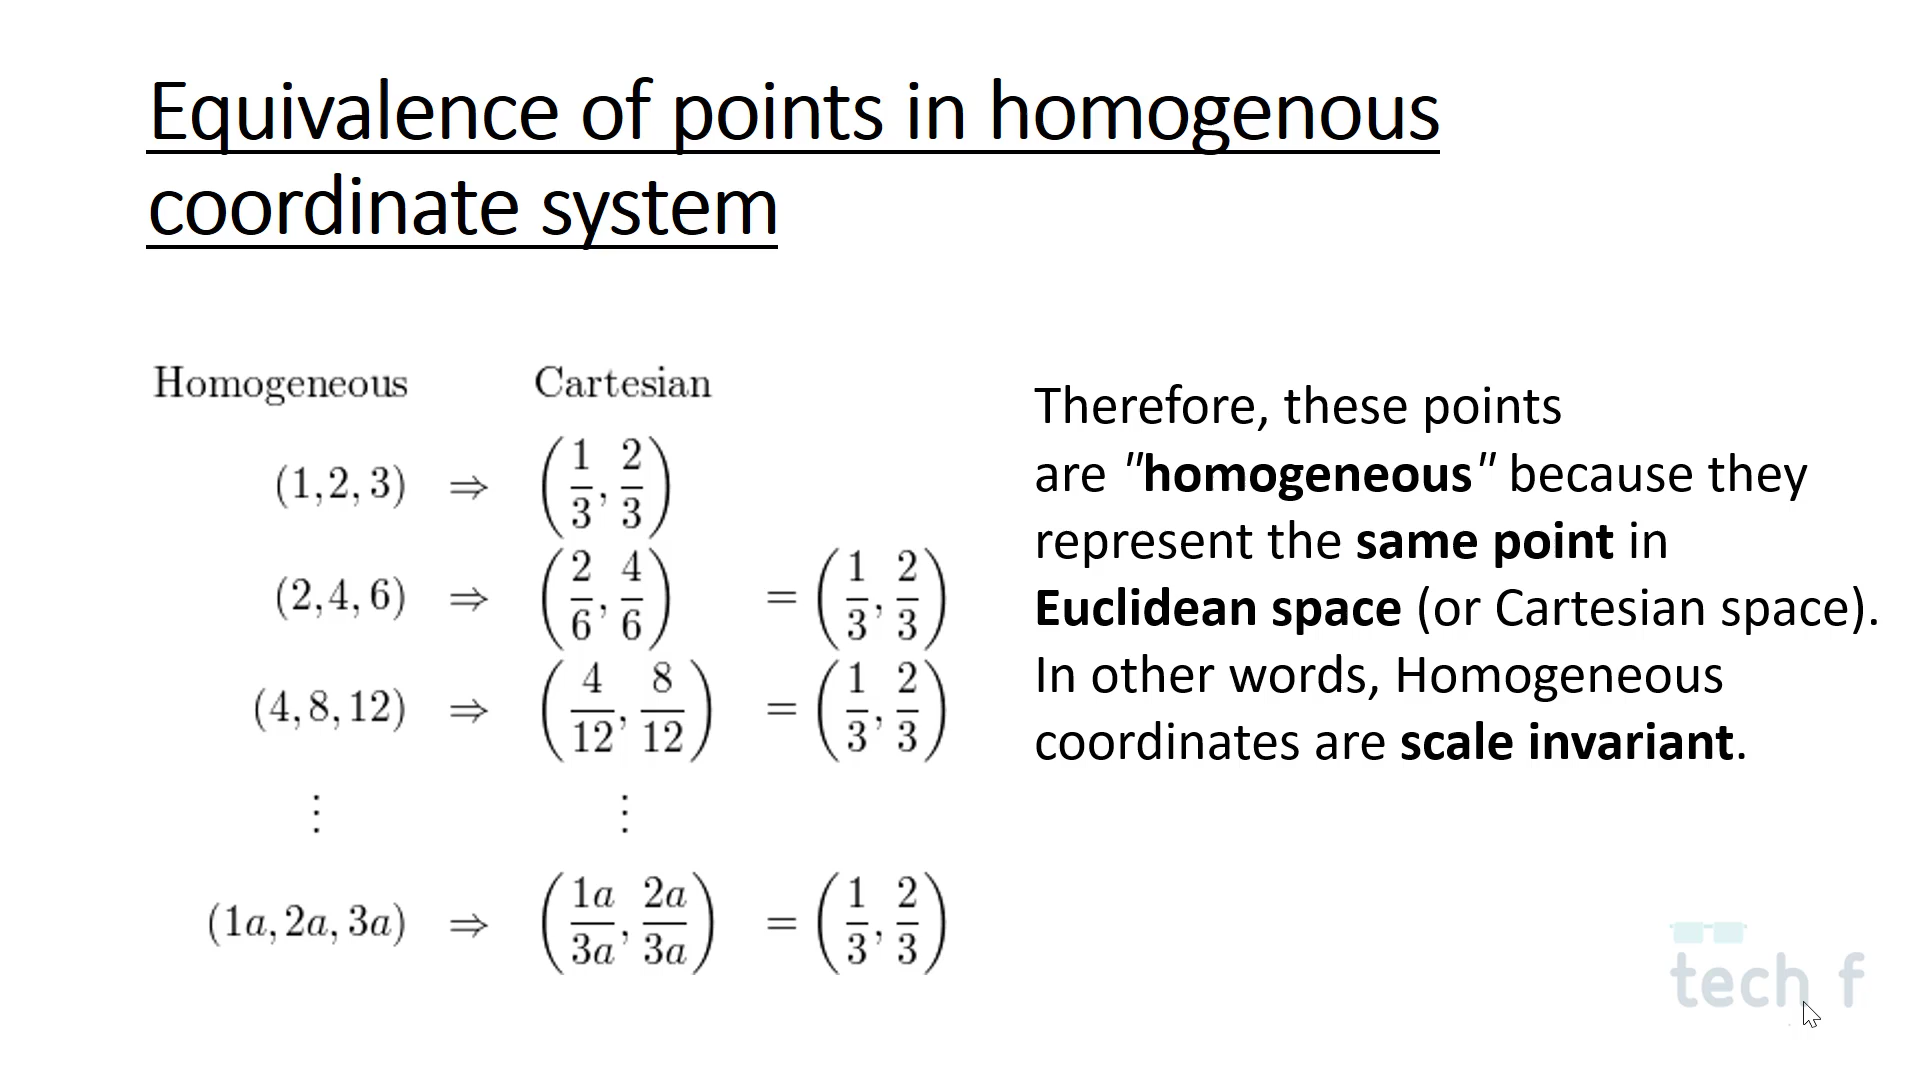 Equivalence of points in homogenous
coordinate system
Homogeneous Cartesian
(1,2,3) ⇒ (1/3, 2/3)
(2,4,6) ⇒ (2/6, 4/6) = (1/3, 2/3)
(4,8,12) ⇒ (4/12, 8/12) = (1/3, 2/3)
⋮ ⋮
(1a, 2a, 3a) ⇒ (1a/3a, 2a/3a) = (1/3, 2/3)
Therefore, these points
are "homogeneous" because they
represent the same point in
Euclidean space (or Cartesian space).
In other words, Homogeneous
coordinates are scale invariant.
tech f